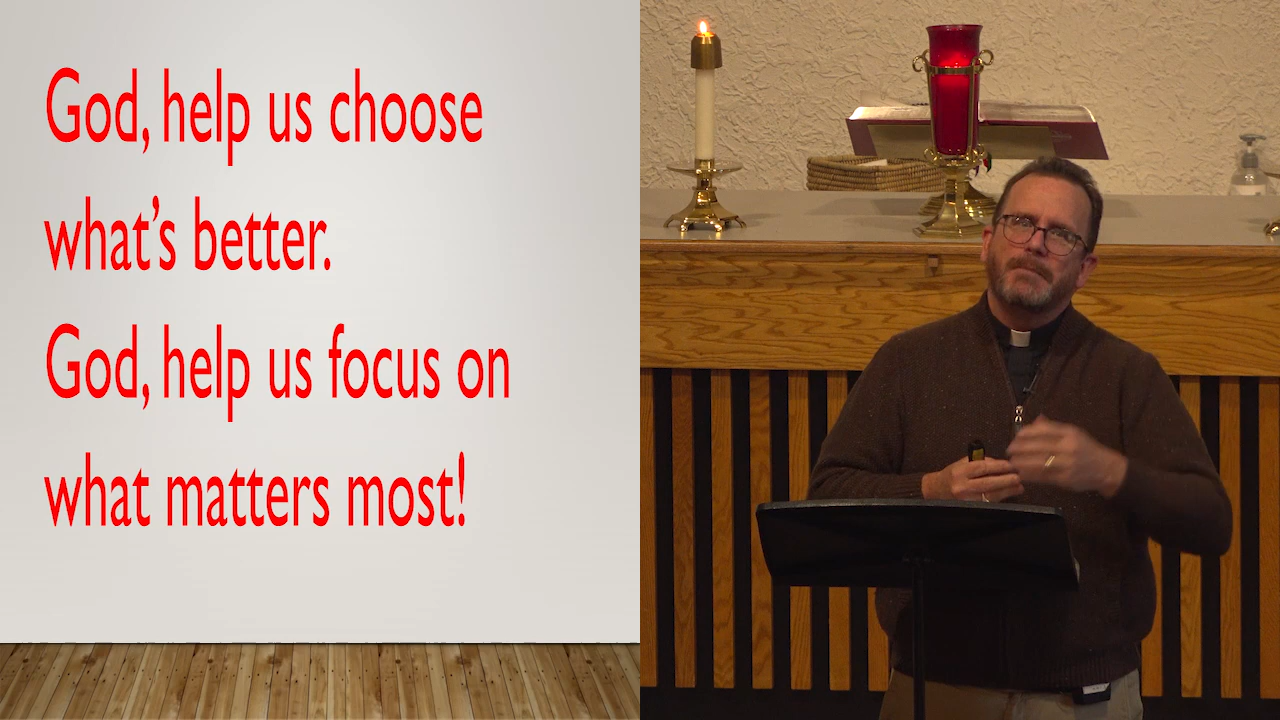 God, help us choose
what's better.
God, help us focus on
what matters most!